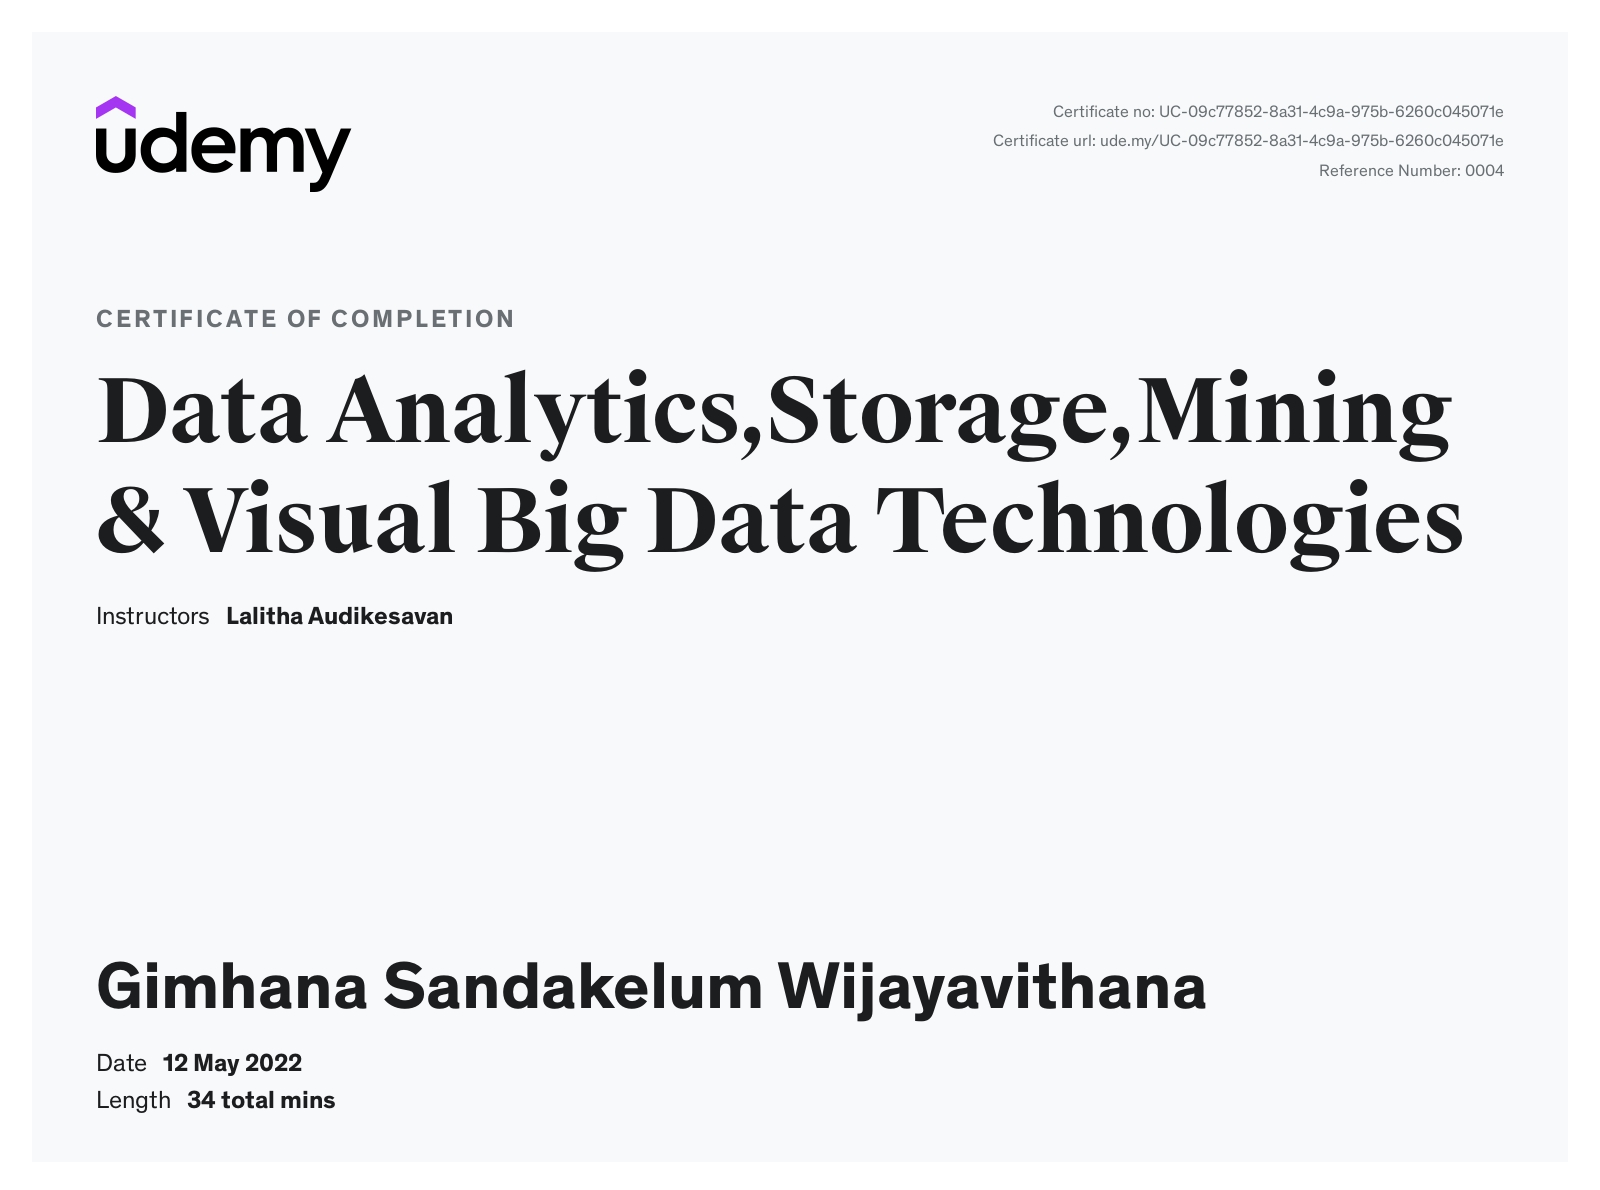 udemy
Certificate no: UC-09c77852-8a31-4c9a-975b-6260c045071e
Certificate url: ude.my/UC-09c77852-8a31-4c9a-975b-6260c045071e
Reference Number: 0004
CERTIFICATE OF COMPLETION
Data Analytics,Storage,Mining
& Visual Big Data Technologies
Instructors Lalitha Audikesavan
Gimhana Sandakelum Wijayavithana
Date 12 May 2022
Length 34 total mins